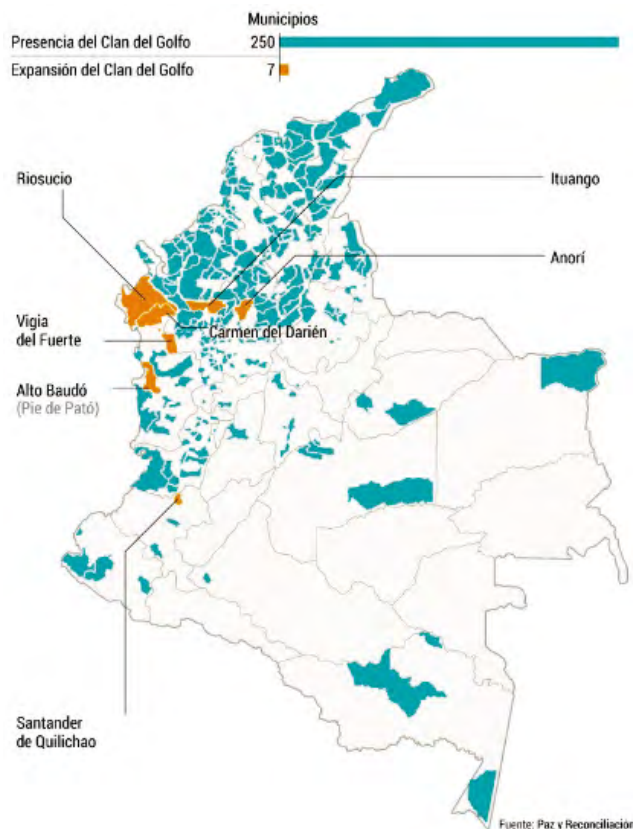 Municipios
Presencia del Clan del Golfo 250
Expansión del Clan del Golfo 7
Riosucio
Ituango
Anorí
Carmen del Darién
Vigia
del Fuerte
Alto Baudó
(Pie de Pató)
Santander
de Quilichao
Fuente: Paz y Reconciliación